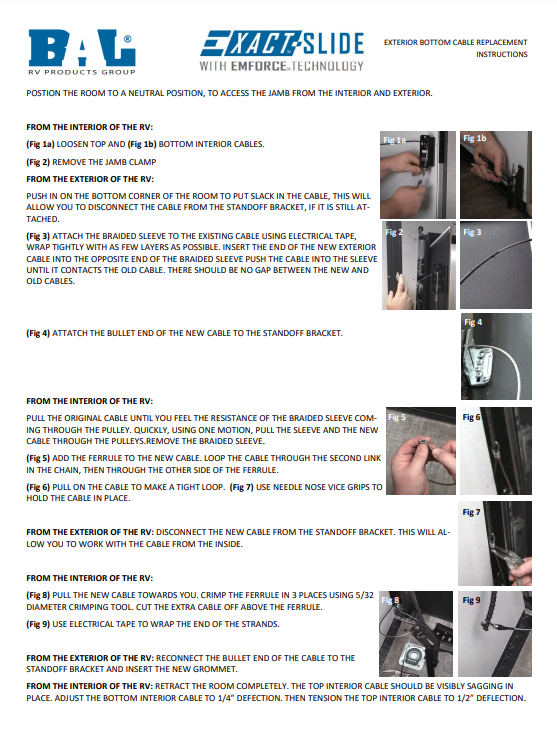 BAL®
RV PRODUCTS GROUP
EXACT-SLIDE
WITH EMFORCE TECHNOLOGY
EXTERIOR BOTTOM CABLE REPLACEMENT
INSTRUCTIONS
POSTION THE ROOM TO A NEUTRAL POSITION, TO ACCESS THE JAMB FROM THE INTERIOR AND EXTERIOR.
FROM THE INTERIOR OF THE RV:
(Fig 1a) LOOSEN TOP AND (Fig 1b) BOTTOM INTERIOR CABLES.
(Fig 2) REMOVE THE JAMB CLAMP
FROM THE EXTERIOR OF THE RV:
PUSH IN ON THE BOTTOM CORNER OF THE ROOM TO PUT SLACK IN THE CABLE, THIS WILL
ALLOW YOU TO DISCONNECT THE CABLE FROM THE STANDOFF BRACKET, IF IT IS STILL AT-
TACHED.
(Fig 3) ATTACH THE BRAIDED SLEEVE TO THE EXISTING CABLE USING ELECTRICAL TAPE,
WRAP TIGHTLY WITH AS FEW LAYERS AS POSSIBLE. INSERT THE END OF THE NEW EXTERIOR
CABLE INTO THE OPPOSITE END OF THE BRAIDED SLEEVE PUSH THE CABLE INTO THE SLEEVE
UNTIL IT CONTACTS THE OLD CABLE. THERE SHOULD BE NO GAP BETWEEN THE NEW AND
OLD CABLES.
Fig 1a
Fig 1b
Fig 2
Fig 3
(Fig 4) ATTATCH THE BULLET END OF THE NEW CABLE TO THE STANDOFF BRACKET.
Fig 4
FROM THE INTERIOR OF THE RV:
PULL THE ORIGINAL CABLE UNTIL YOU FEEL THE RESISTANCE OF THE BRAIDED SLEEVE COM-
ING THROUGH THE PULLEY. QUICKLY, USING ONE MOTION, PULL THE SLEEVE AND THE NEW
CABLE THROUGH THE PULLEYS.REMOVE THE BRAIDED SLEEVE.
(Fig 5) ADD THE FERRULE TO THE NEW CABLE. LOOP THE CABLE THROUGH THE SECOND LINK
IN THE CHAIN, THEN THROUGH THE OTHER SIDE OF THE FERRULE.
(Fig 6) PULL ON THE CABLE TO MAKE A TIGHT LOOP. (Fig 7) USE NEEDLE NOSE VICE GRIPS TO
HOLD THE CABLE IN PLACE.
Fig 5
Fig 6
Fig 7
FROM THE EXTERIOR OF THE RV: DISCONNECT THE NEW CABLE FROM THE STANDOFF BRACKET. THIS WILL AL-
LOW YOU TO WORK WITH THE CABLE FROM THE INSIDE.
FROM THE INTERIOR OF THE RV:
(Fig 8) PULL THE NEW CABLE TOWARDS YOU. CRIMP THE FERRULE IN 3 PLACES USING 5/32
DIAMETER CRIMPING TOOL. CUT THE EXTRA CABLE OFF ABOVE THE FERRULE.
(Fig 9) USE ELECTRICAL TAPE TO WRAP THE END OF THE STRANDS.
Fig 8
Fig 9
FROM THE EXTERIOR OF THE RV: RECONNECT THE BULLET END OF THE CABLE TO THE
STANDOFF BRACKET AND INSERT THE NEW GROMMET.
FROM THE INTERIOR OF THE RV: RETRACT THE ROOM COMPLETELY. THE TOP INTERIOR CABLE SHOULD BE VISIBLY SAGGING IN
PLACE. ADJUST THE BOTTOM INTERIOR CABLE TO 1/4" DEFECTION. THEN TENSION THE TOP INTERIOR CABLE TO 1/2" DEFLECTION.